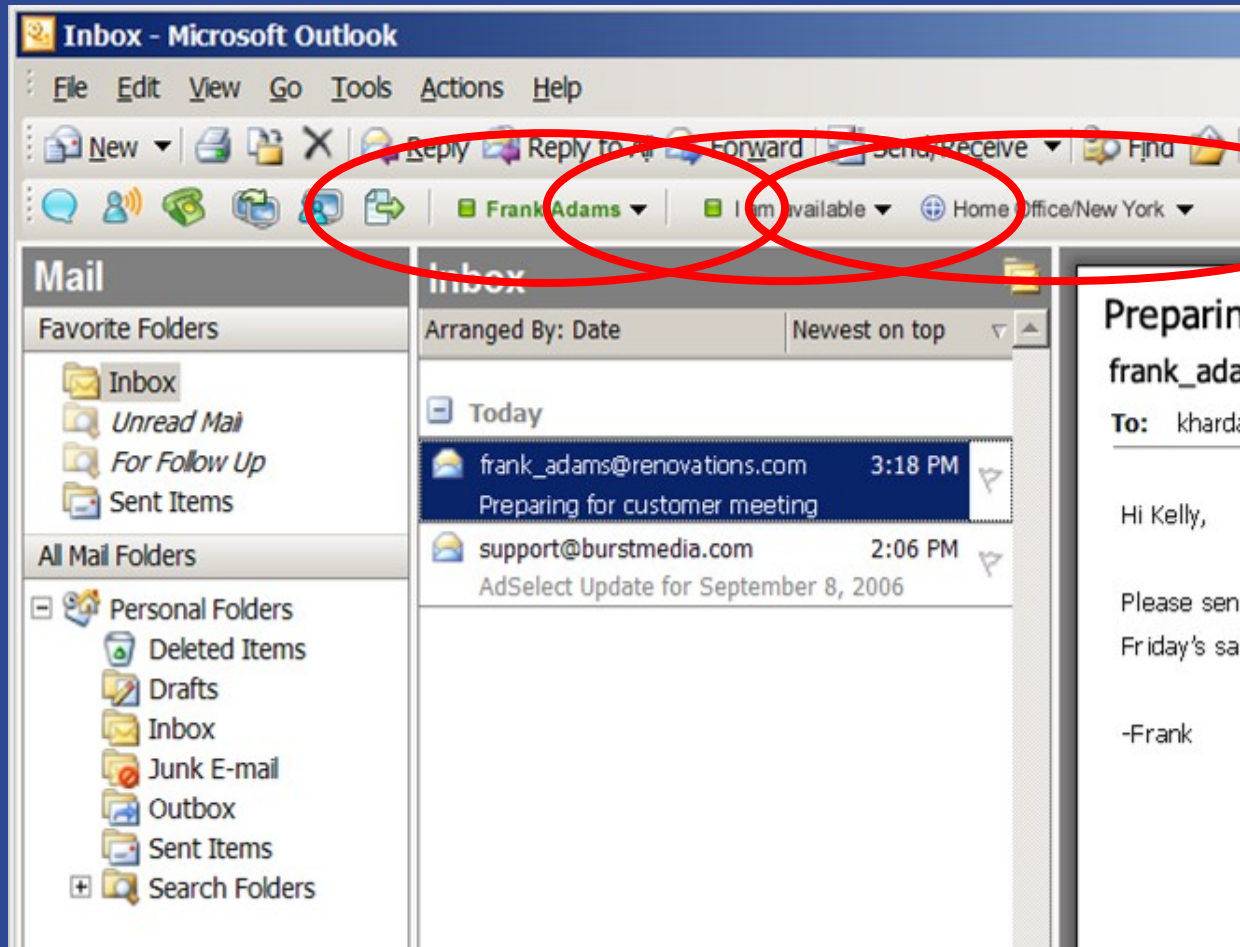 Inbox - Microsoft Outlook
File Edit View Go Tools Actions Help
New Reply Reply to All Forward Send/Receive Find
Frank Adams I am available Home Office/New York
Mail
Favorite Folders
Inbox
Unread Mail
For Follow Up
Sent Items
All Mail Folders
Personal Folders
Deleted Items
Drafts
Inbox
Junk E-mail
Outbox
Sent Items
Search Folders
Inbox
Arranged By: Date Newest on top
Today
frank_adams@renovations.com 3:18 PM
Preparing for customer meeting
support@burstmedia.com 2:06 PM
AdSelect Update for September 8, 2006
Preparin
frank_ada
To: kharda
Hi Kelly,
Please sen
Friday's sa
-Frank